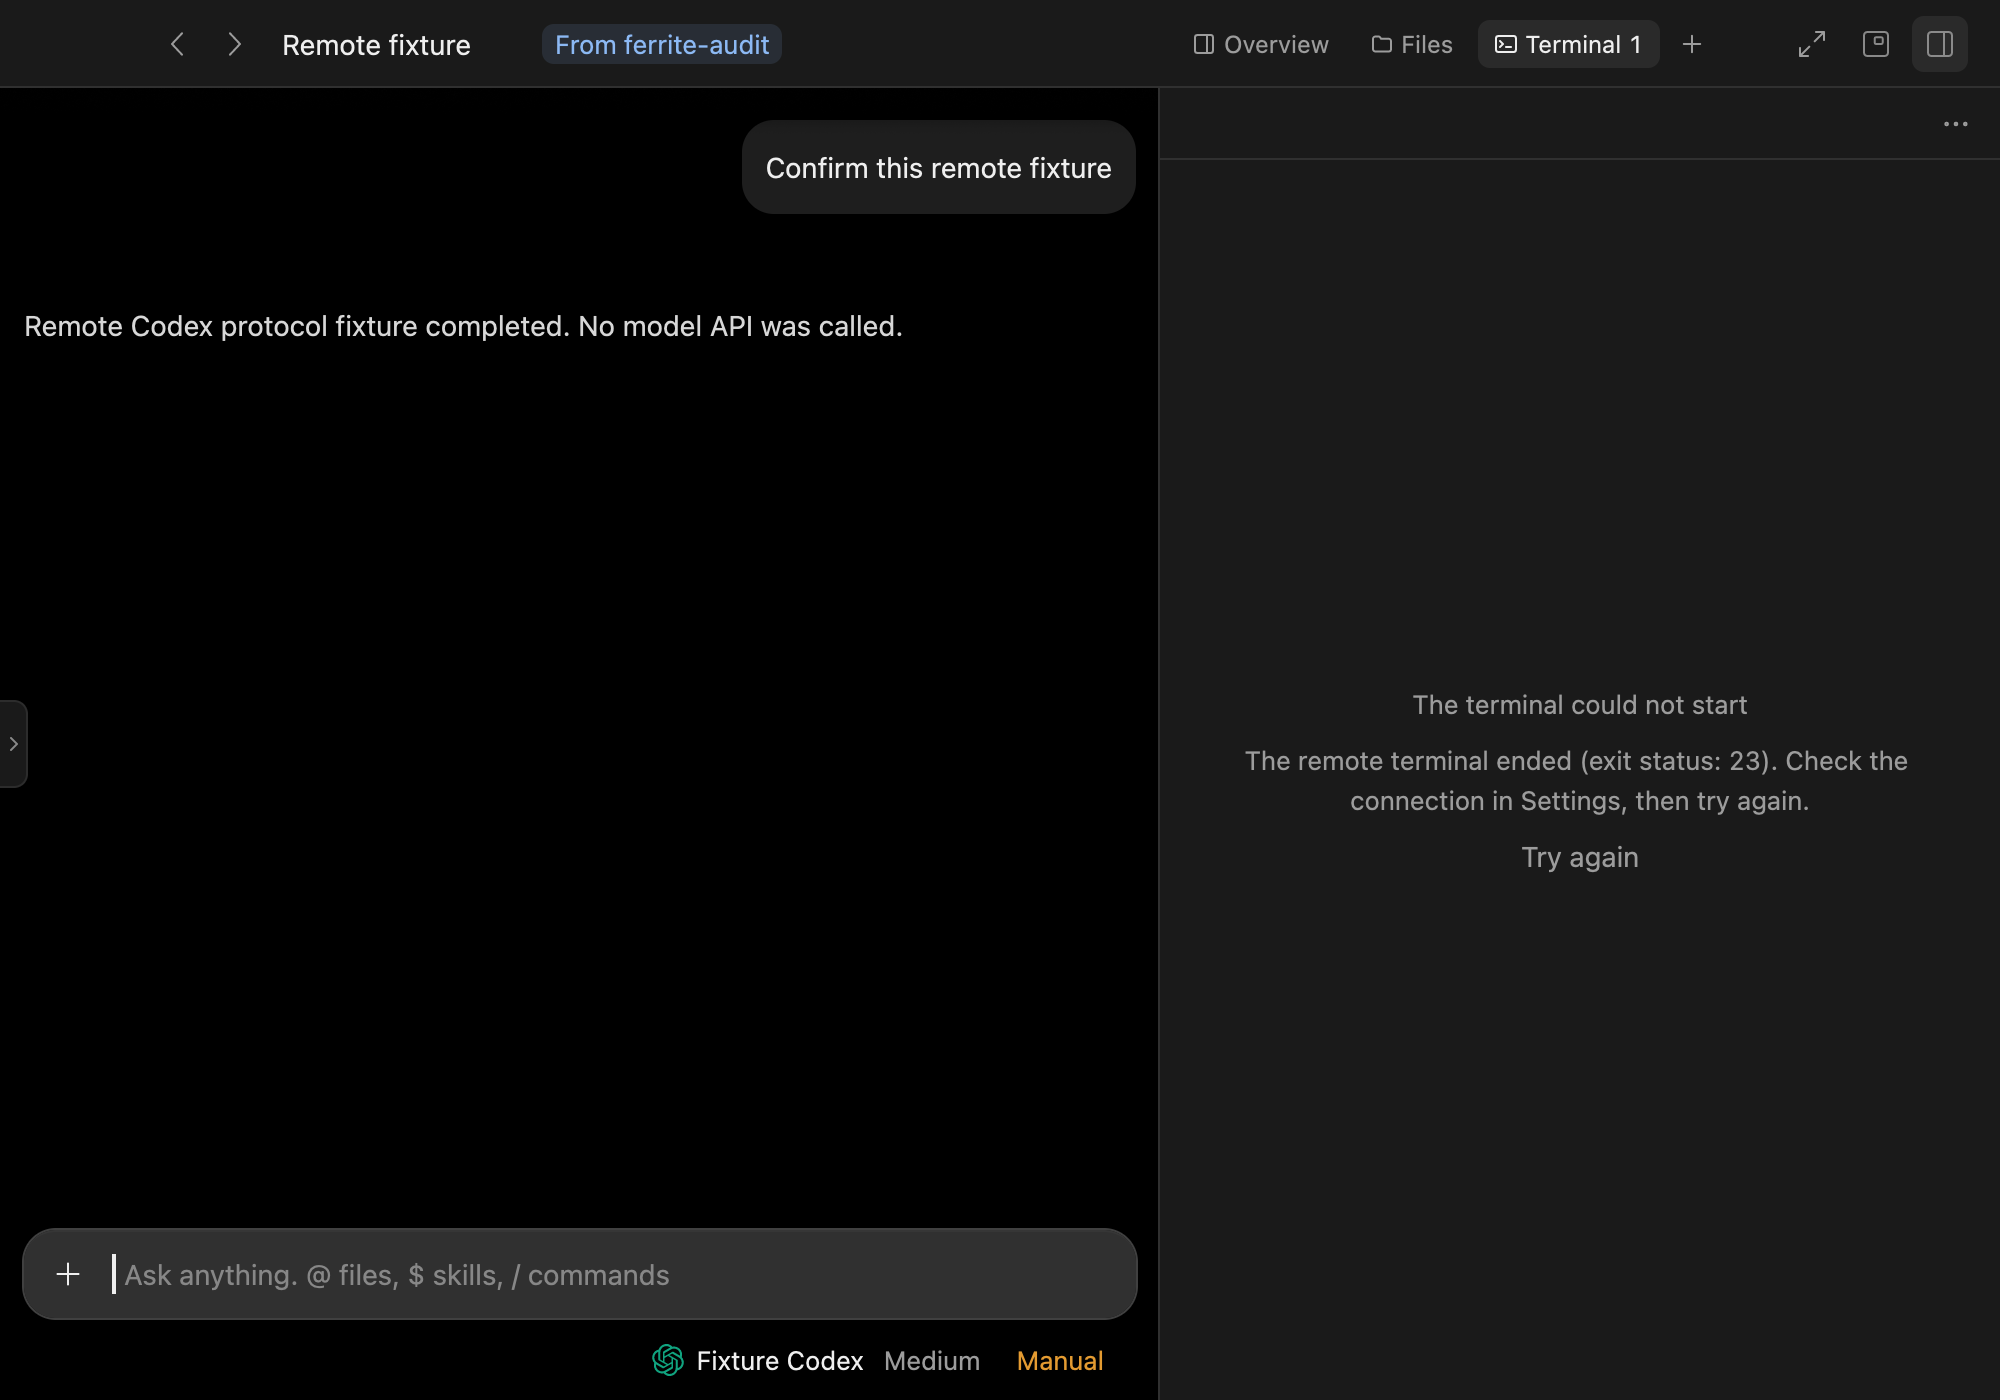 Remote fixture
From ferrite-audit
Overview
Files
Terminal 1
Confirm this remote fixture
Remote Codex protocol fixture completed. No model API was called.
The terminal could not start
The remote terminal ended (exit status: 23). Check the
connection in Settings, then try again.
Try again
Ask anything. @ files, $ skills, / commands
Fixture Codex Medium Manual